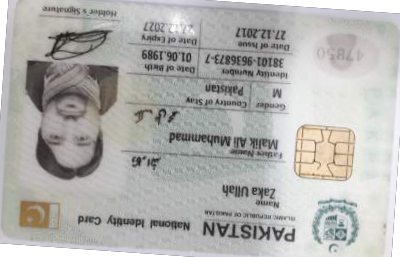 PAKISTAN National Identity Card
ISLAMIC REPUBLIC OF PAKISTAN
Name
Zaka Ullah
Father Name
Malik Ali Muhammad
Gender Country of Stay
M Pakistan
Identity Number Date of Birth
38101-9636673-7 01.06.1989
Date of Issue Date of Expiry
27.12.2017 27.12.2027
Holder's Signature
47850